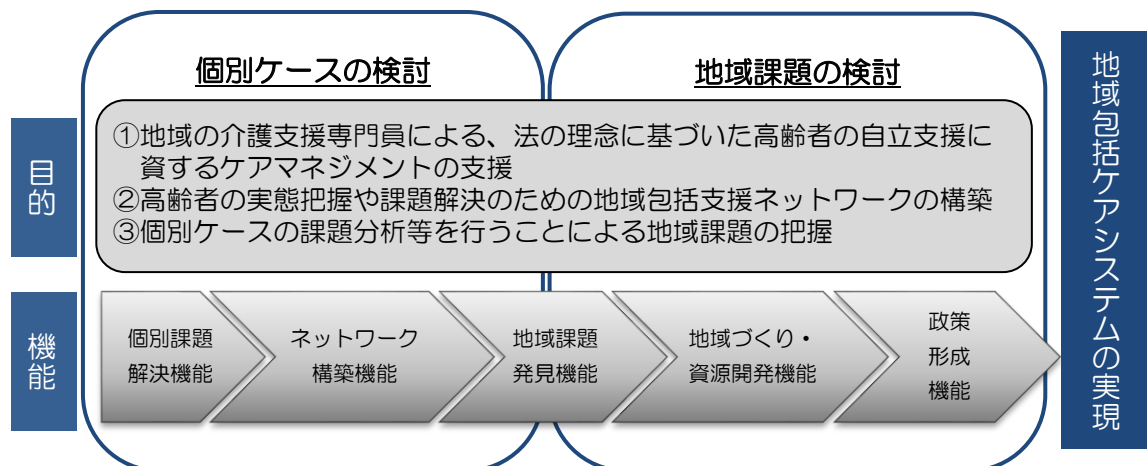 個別ケースの検討
地域課題の検討
目的
①地域の介護支援専門員による、法の理念に基づいた高齢者の自立支援に
資するケアマネジメントの支援
②高齢者の実態把握や課題解決のための地域包括支援ネットワークの構築
③個別ケースの課題分析等を行うことによる地域課題の把握
機能
個別課題
解決機能
ネットワーク
構築機能
地域課題
発見機能
地域づくり・
資源開発機能
政策
形成
機能
地域包括ケアシステムの実現